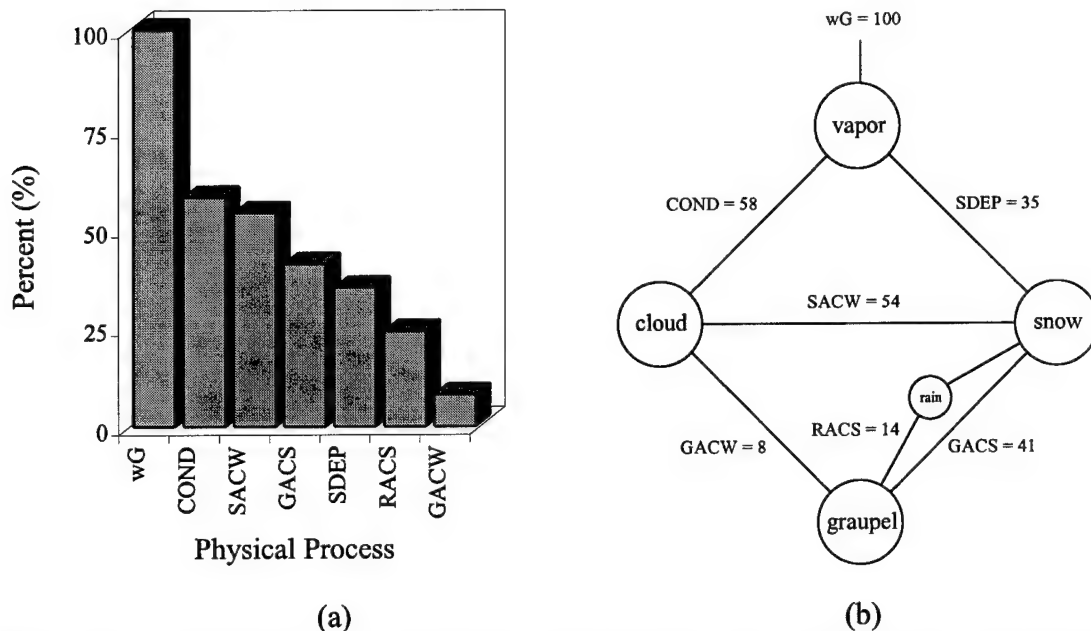 100
75
50
25
0
Percent (%)
wG
COND
SACW
GACS
SDEP
RACS
GACW
Physical Process
(a)
wG = 100
vapor
COND = 58
SDEP = 35
cloud
SACW = 54
snow
rain
GACW = 8
RACS = 14
GACS = 41
graupel
(b)